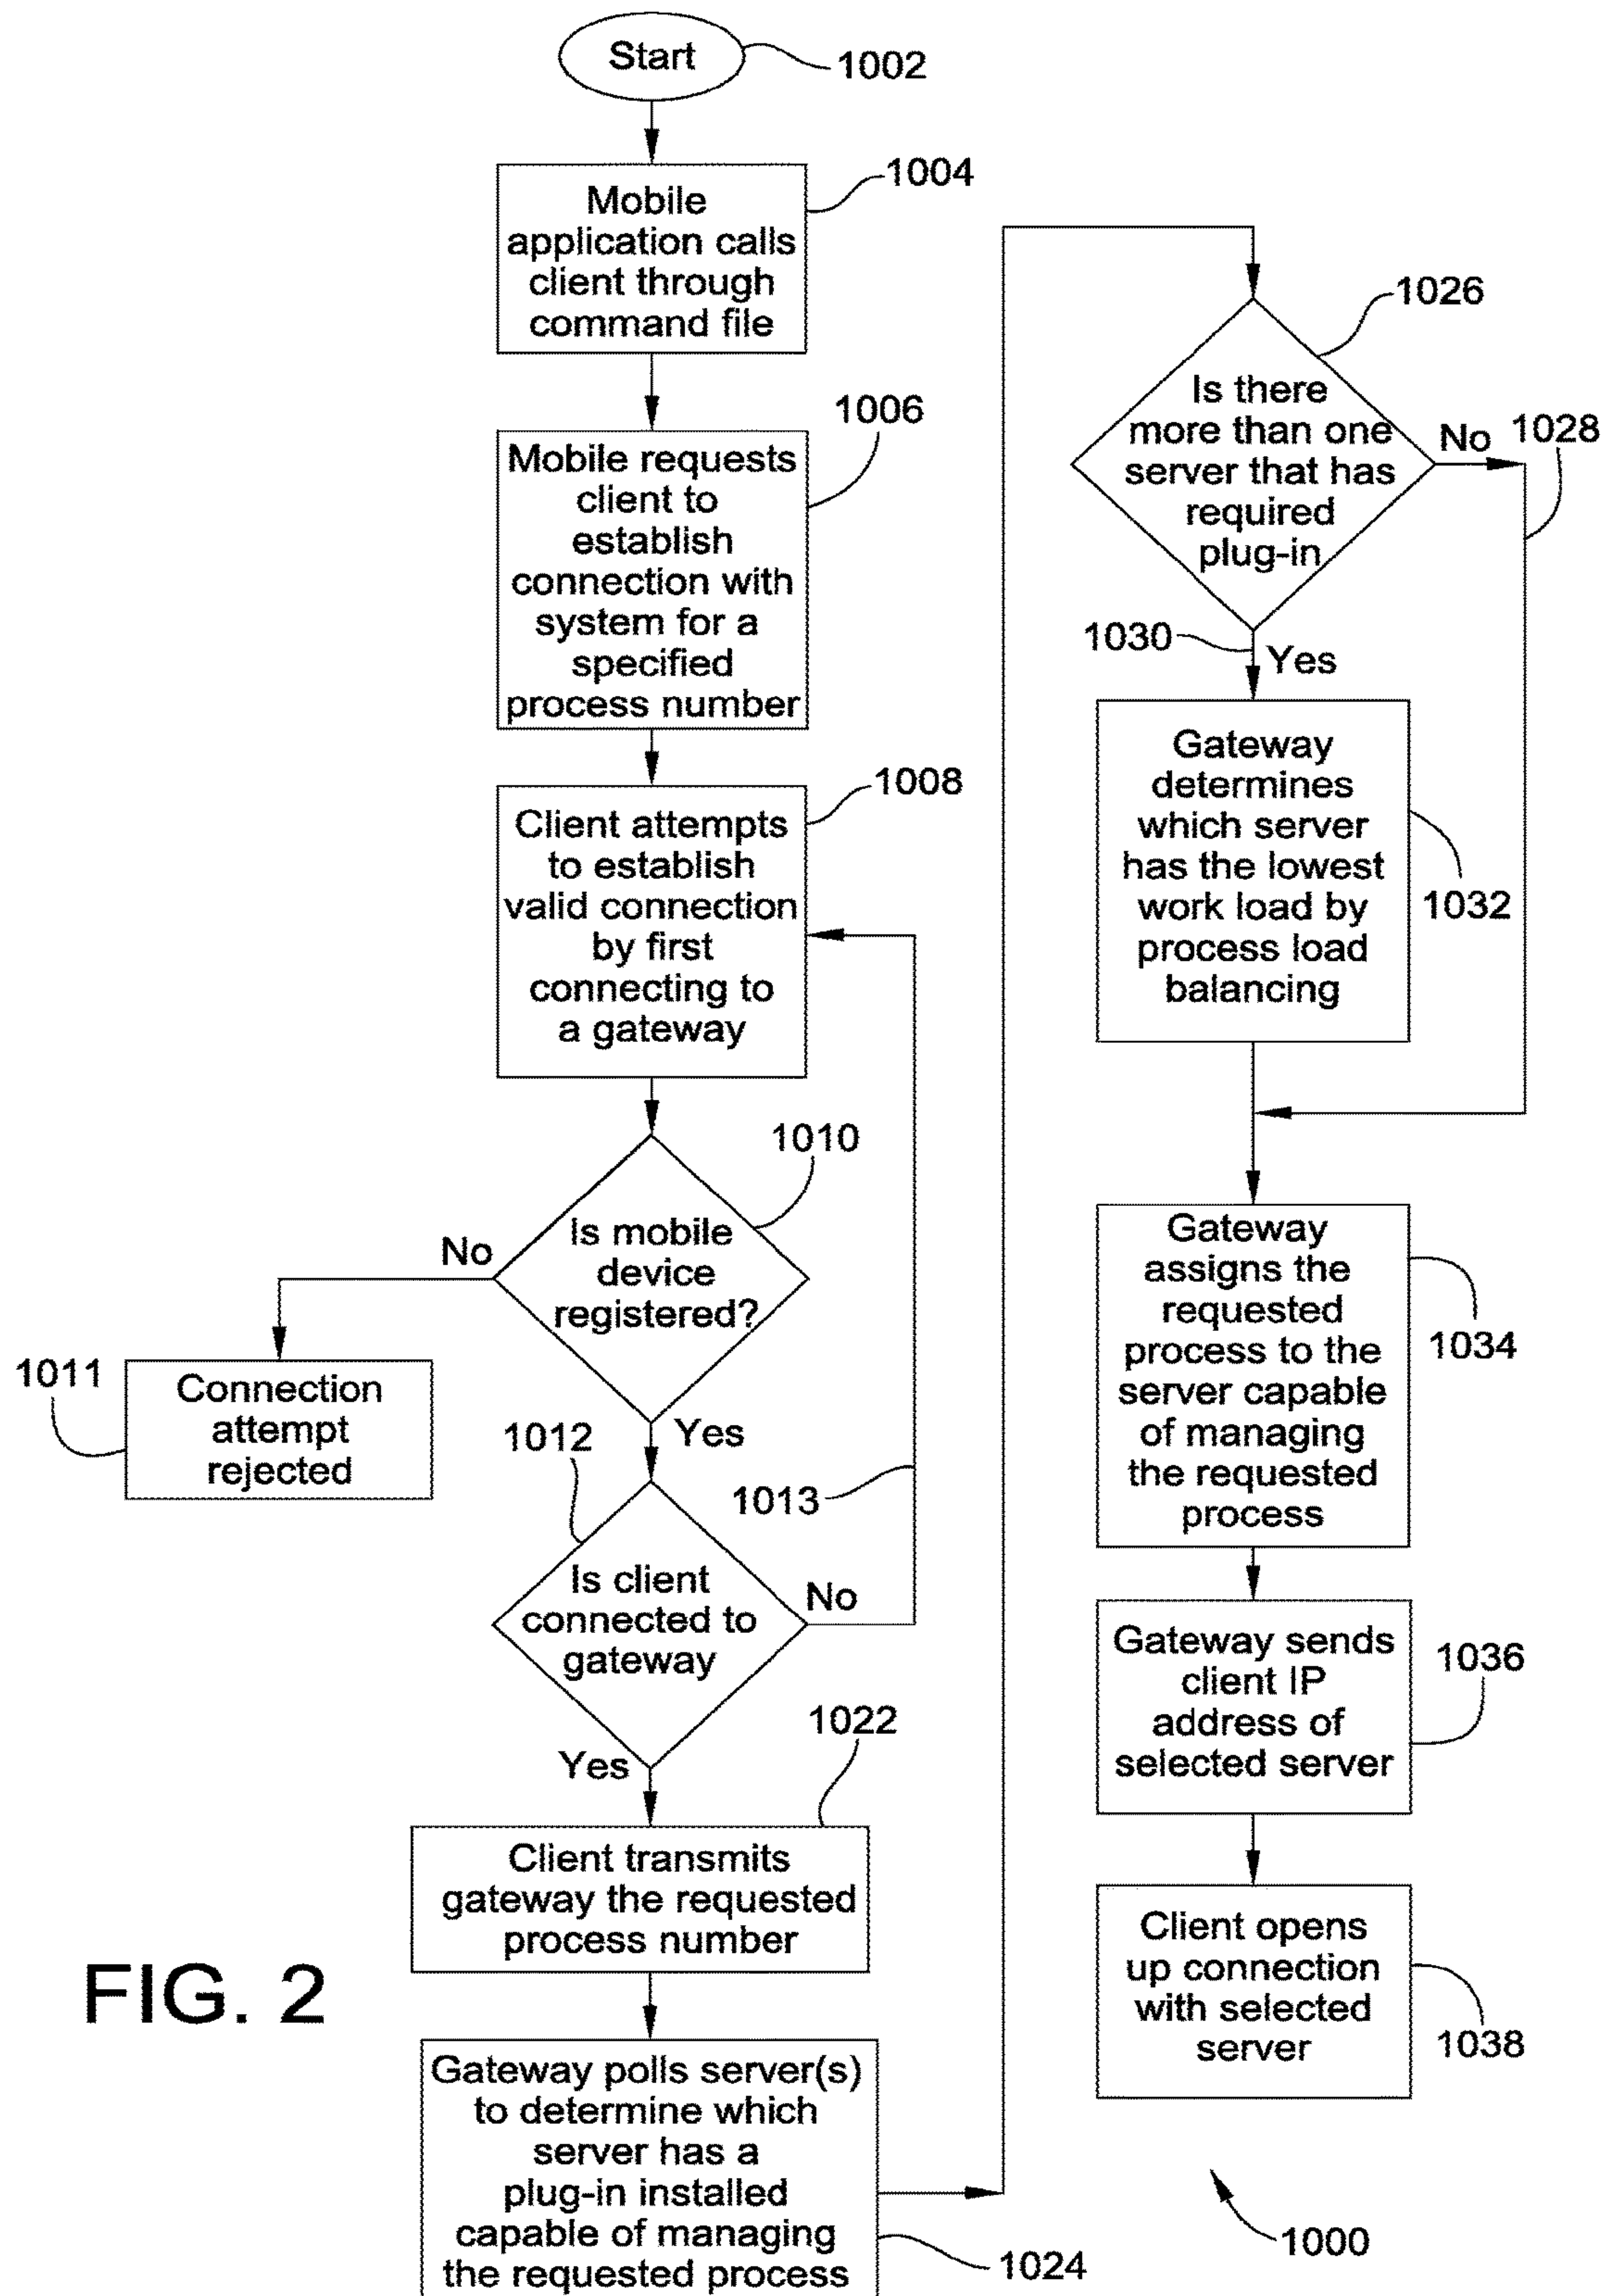 Start
1002
Mobile
application calls
client through
command file
1004
Mobile requests
client to
establish
connection with
system for a
specified
process number
1006
Client attempts
to establish
valid connection
by first
connecting to
a gateway
1008
Is mobile
device
registered?
1010
No
Connection
attempt
rejected
1011
Yes
Is client
connected to
gateway
1012
No
1013
Yes
Client transmits
gateway the requested
process number
1022
Gateway polls server(s)
to determine which
server has a
plug-in installed
capable of managing
the requested process
1024
Is there
more than one
server that has
required
plug-in
1026
No
1028
1030
Yes
Gateway
determines
which server
has the lowest
work load by
process load
balancing
1032
Gateway
assigns the
requested
process to the
server capable
of managing
the requested
process
1034
Gateway sends
client IP
address of
selected server
1036
Client opens
up connection
with selected
server
1038
1000
FIG. 2